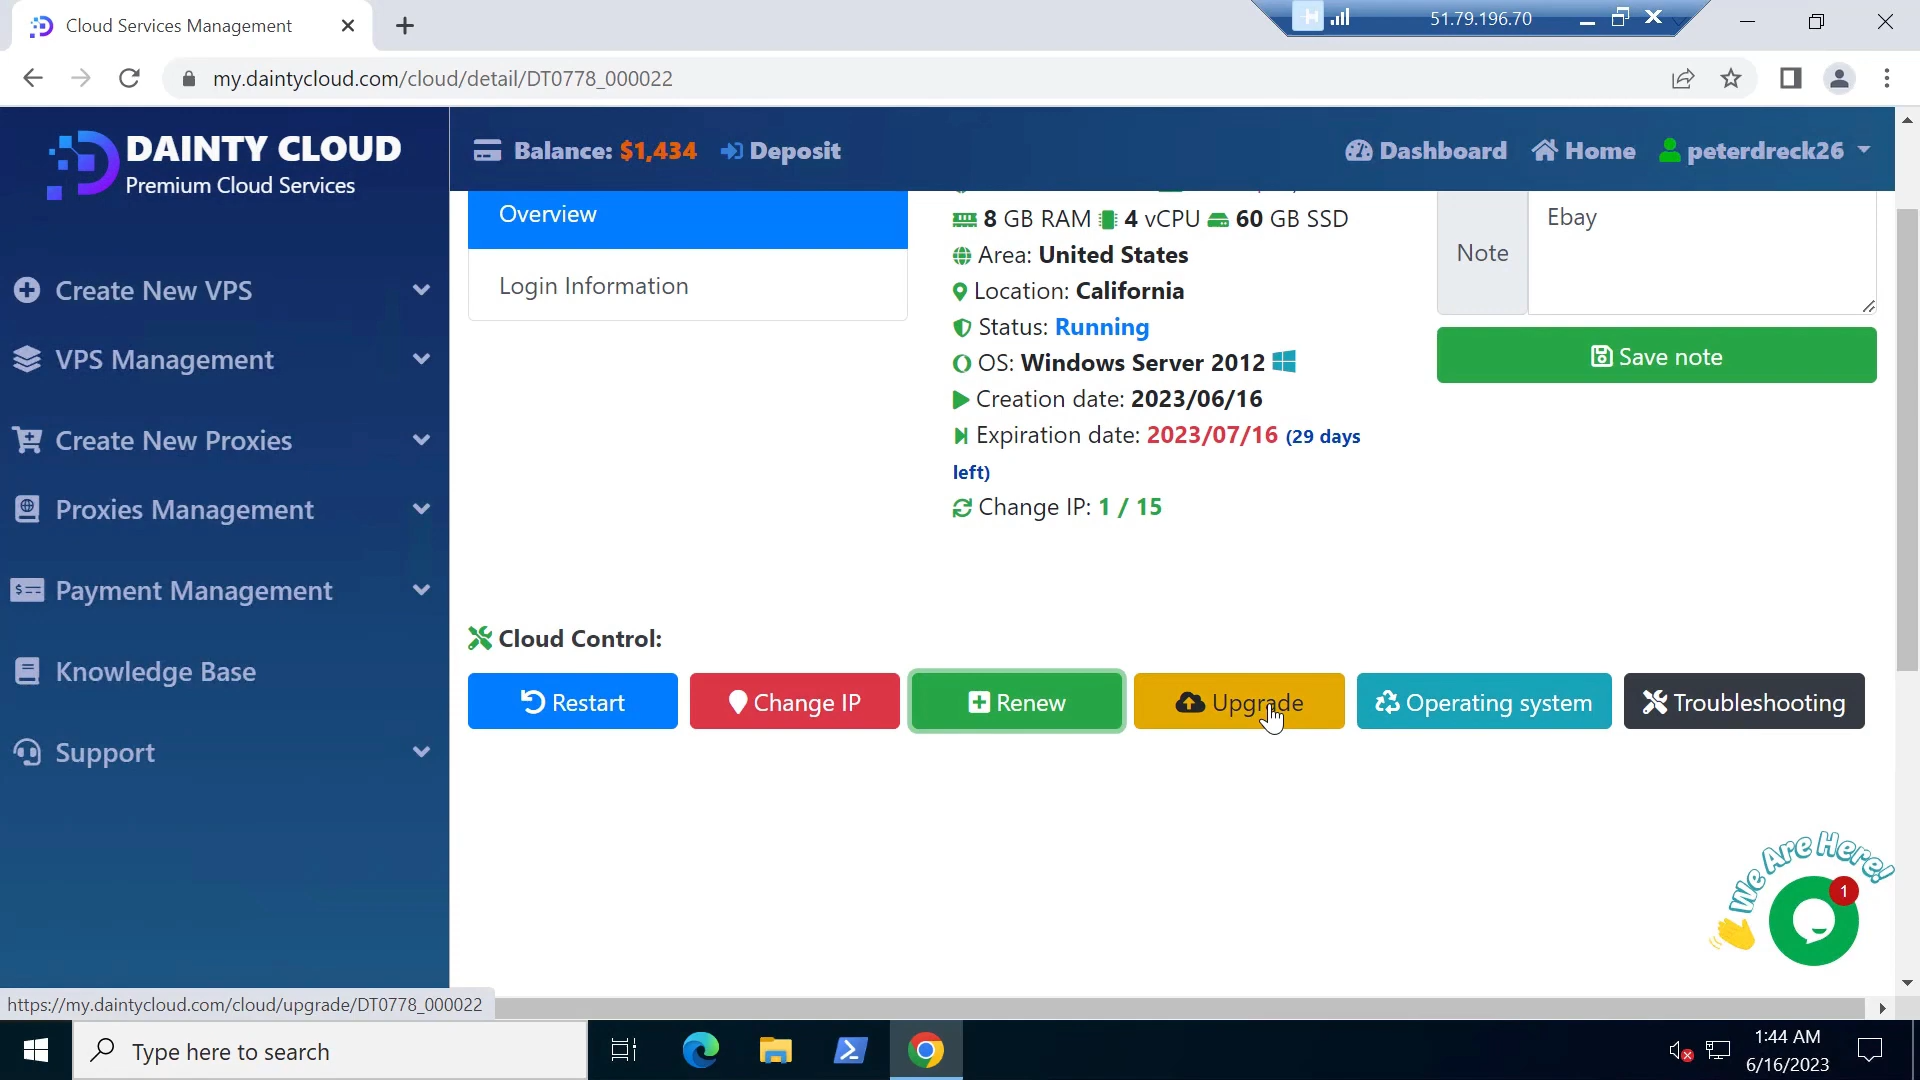 Cloud Services Management
51.79.196.70
my.daintycloud.com/cloud/detail/DT0778_000022
DAINTY CLOUD
Premium Cloud Services
Balance: $1,434
Deposit
Dashboard
Home
peterdreck26
Create New VPS
VPS Management
Create New Proxies
Proxies Management
Payment Management
Knowledge Base
Support
Overview
Login Information
8 GB RAM 4 vCPU 60 GB SSD
Area: United States
Location: California
Status: Running
OS: Windows Server 2012
Creation date: 2023/06/16
Expiration date: 2023/07/16 (29 days
left)
Change IP: 1 / 15
Note
Ebay
Save note
Cloud Control:
Restart
Change IP
Renew
Upgrade
Operating system
Troubleshooting
We Are Here!
1
https://my.daintycloud.com/cloud/upgrade/DT0778_000022
Type here to search
1:44 AM
6/16/2023